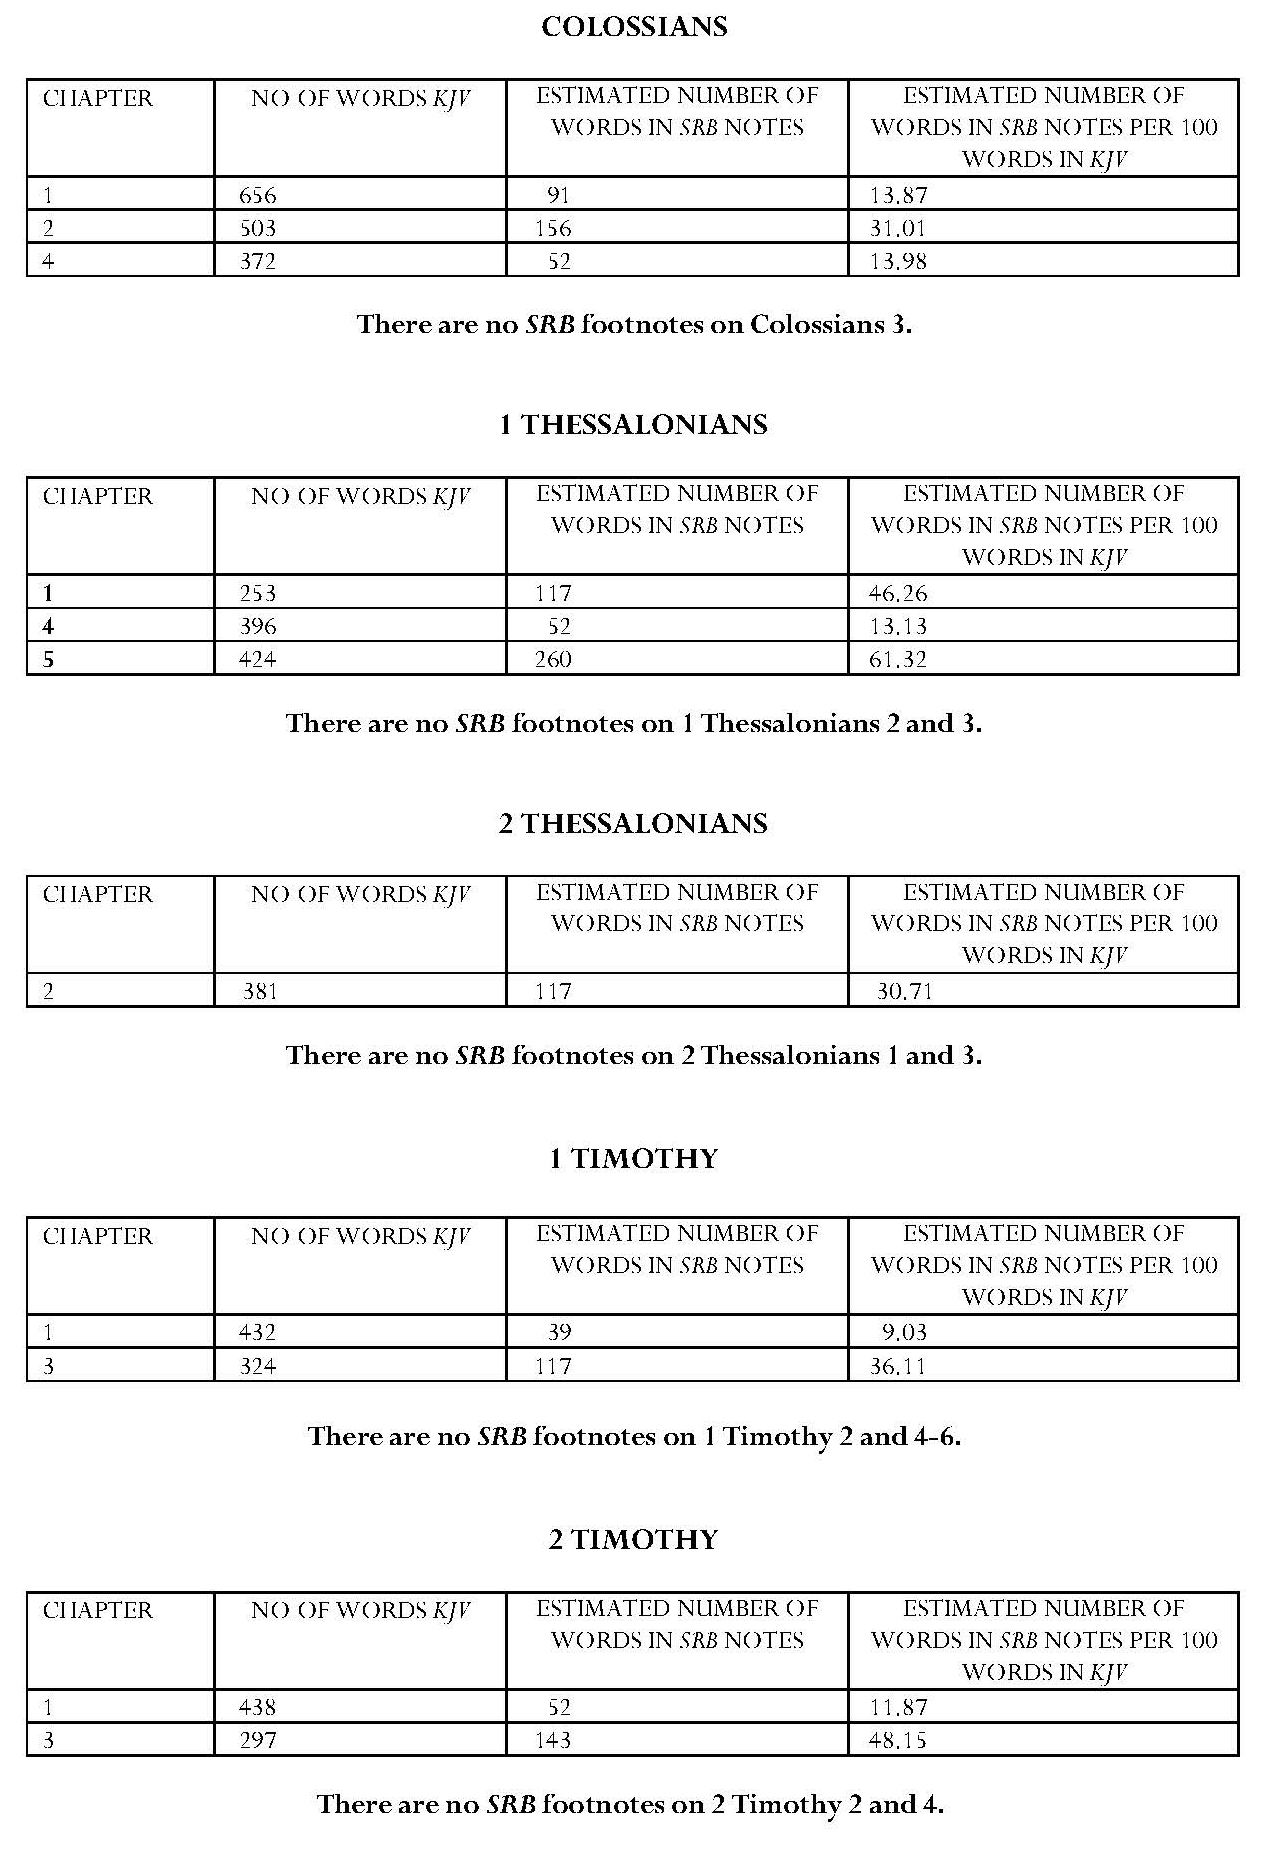 COLOSSIANS
CHAPTER NO OF WORDS KJV ESTIMATED NUMBER OF WORDS IN SRB NOTES ESTIMATED NUMBER OF WORDS IN SRB NOTES PER 100 WORDS IN KJV
1 656 91 13.87
2 503 156 31.01
4 372 52 13.98
There are no SRB footnotes on Colossians 3.
1 THESSALONIANS
CHAPTER NO OF WORDS KJV ESTIMATED NUMBER OF WORDS IN SRB NOTES ESTIMATED NUMBER OF WORDS IN SRB NOTES PER 100 WORDS IN KJV
1 253 117 46.26
4 396 52 13.13
5 424 260 61.32
There are no SRB footnotes on 1 Thessalonians 2 and 3.
2 THESSALONIANS
CHAPTER NO OF WORDS KJV ESTIMATED NUMBER OF WORDS IN SRB NOTES ESTIMATED NUMBER OF WORDS IN SRB NOTES PER 100 WORDS IN KJV
2 381 117 30.71
There are no SRB footnotes on 2 Thessalonians 1 and 3.
1 TIMOTHY
CHAPTER NO OF WORDS KJV ESTIMATED NUMBER OF WORDS IN SRB NOTES ESTIMATED NUMBER OF WORDS IN SRB NOTES PER 100 WORDS IN KJV
1 432 39 9.03
3 324 117 36.11
There are no SRB footnotes on 1 Timothy 2 and 4-6.
2 TIMOTHY
CHAPTER NO OF WORDS KJV ESTIMATED NUMBER OF WORDS IN SRB NOTES ESTIMATED NUMBER OF WORDS IN SRB NOTES PER 100 WORDS IN KJV
1 438 52 11.87
3 297 143 48.15
There are no SRB footnotes on 2 Timothy 2 and 4.